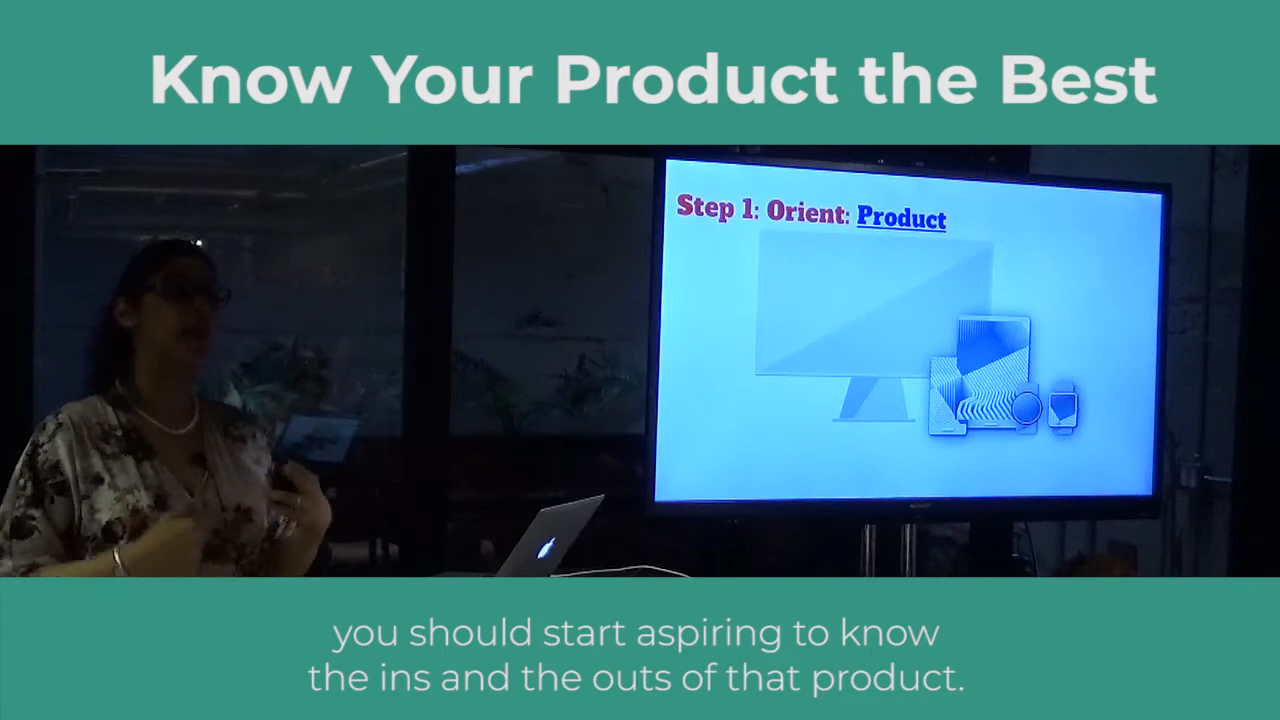 Know Your Product the Best
Step 1: Orient: Product
you should start aspiring to know
the ins and the outs of that product.